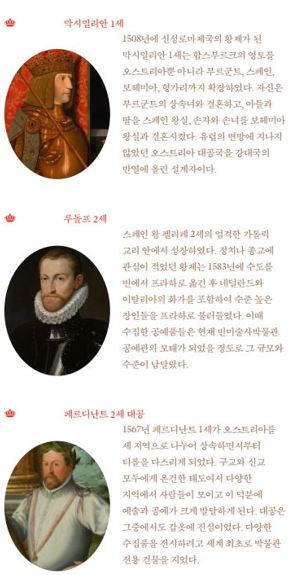 막시밀리안 1세
1508년에 신성로마제국의 황제가 된
막시밀리안 1세는 합스부르크의 영토를
오스트리아뿐 아니라 부르군트, 스페인,
보헤미아, 헝가리까지 확장하였다. 자신은
부르군트의 상속녀와 결혼하고, 아들과
딸을 스페인 왕실, 손자와 손녀를 보헤미아
왕실과 결혼시켰다. 유럽의 변방에 지나지
않았던 오스트리아 대공국을 강대국의
반열에 올린 설계자이다.
루돌프 2세
스페인 왕 펠리페 2세의 엄격한 가톨릭
교리 안에서 성장하였다. 정치나 종교에
관심이 적었던 황제는 1583년에 수도를
빈에서 프라하로 옮긴 후 네덜란드와
이탈리아의 화가를 포함하여 수준 높은
장인들을 프라하로 불러들였다. 이때
수집한 공예품들은 현재 빈미술사박물관
공예관의 모태가 되었을 정도로 그 규모와
수준이 남달랐다.
페르디난트 2세 대공
1567년 페르디난트 1세가 오스트리아를
세 지역으로 나누어 상속하면서부터
티롤을 다스리게 되었다. 구교와 신교
모두에게 온건한 태도여서 다양한
지역에서 사람들이 모이고 이 덕분에
예술과 공예가 크게 발달하게 된다. 대공은
그중에서도 갑옷에 진심이었다. 다양한
수집품을 전시하려고 세계 최초로 박물관
전용 건물을 지었다.